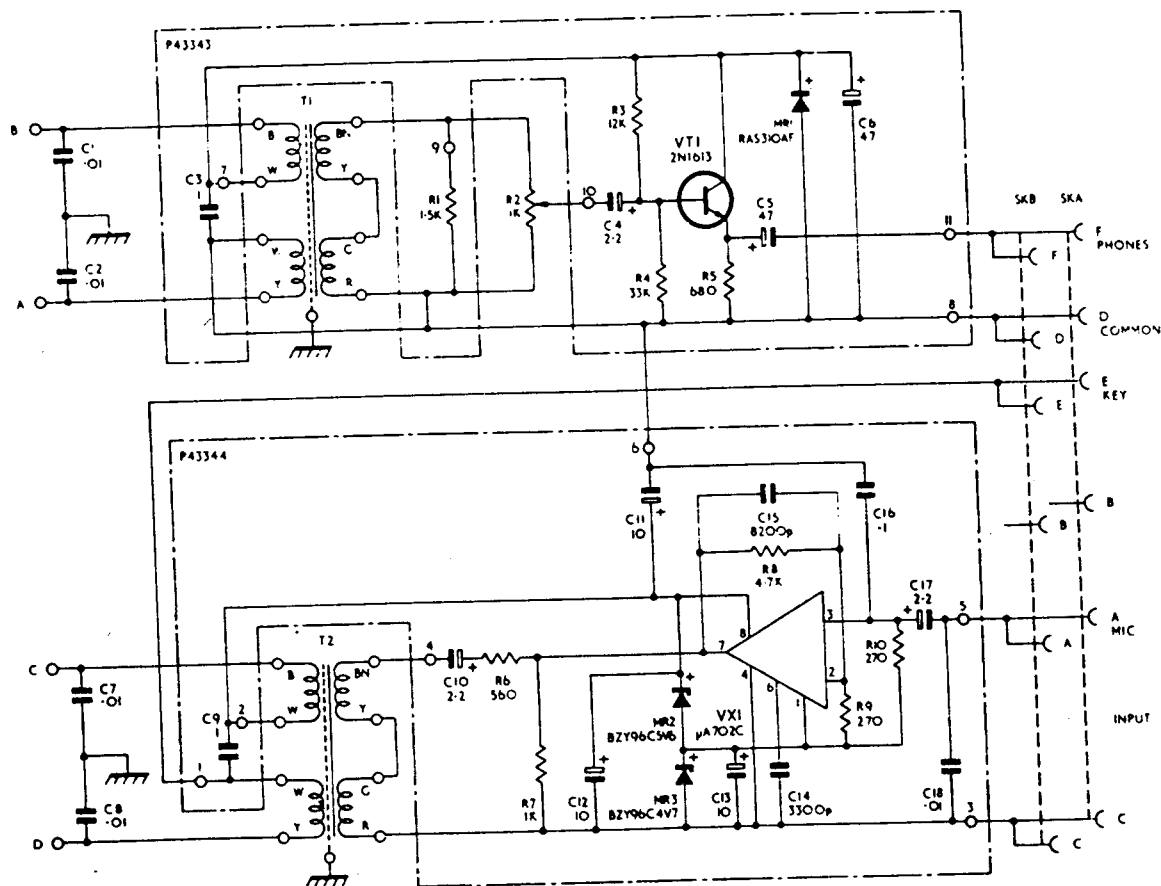 P43343
T1
B
BN
W
Y
C3
1
7
9
R1
1·5K
R2
1K
10
C4
2·2
+
R3
12K
VT1
2N1613
MR1
RAS310AF
+
C6
47
+
C5
47
+
R4
33K
R5
680
11
8
B
C1
·01
C2
·01
A
Y
R
SKB
SKA
F
PHONES
F
D
COMMON
D
E
KEY
E
B
B
A
MIC
A
INPUT
C
C
P43344
6
C11
10
+
C15
8200p
R8
4·7K
C16
·1
C17
2·2
+
5
R10
270
R9
270
3
2
8
7
4
6
1
VX1
µA702C
T2
B
BN
W
Y
W
Y
G
R
4
C10
2·2
+
R6
560
R7
1K
C12
10
+
MR2
BZY96C5V6
+
MR3
BZY96C4V7
+
C13
10
+
C14
3300p
C18
·01
3
C
C7
·01
C8
·01
D
C9
1
2
1